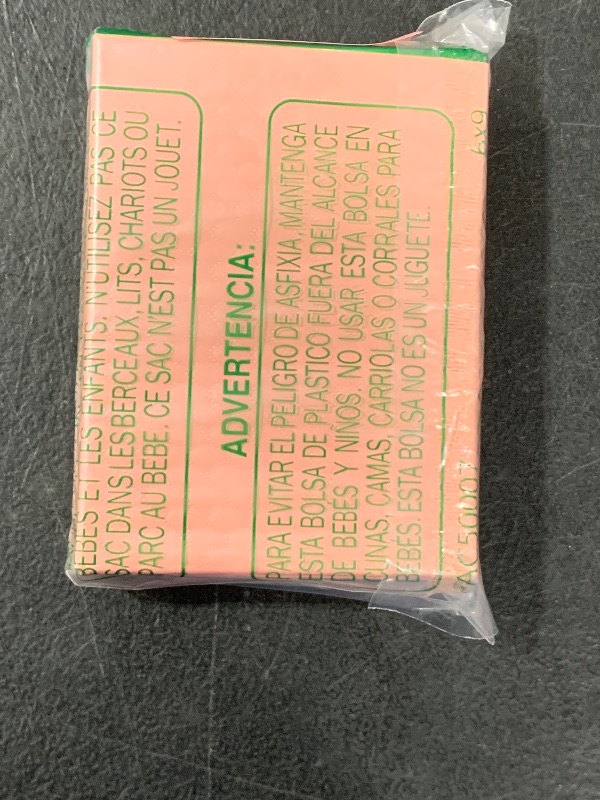 BEBES ET LES ENFANTS. N'UTILISEZ PAS CE
SAC DANS LES BERCEAUX, LITS, CHARIOTS OU
PARC AU BEBE. CE SAC N'EST PAS UN JOUET.
ADVERTENCIA:
PARA EVITAR EL PELIGRO DE ASFIXIA, MANTENGA
ESTA BOLSA DE PLASTICO FUERA DEL ALCANCE
DE BEBES Y NIÑOS. NO USAR ESTA BOLSA EN
CUNAS, CAMAS, CARRIOLAS O CORRALES PARA
BEBÉS. ESTA BOLSA NO ES UN JUGUETE.
6x9